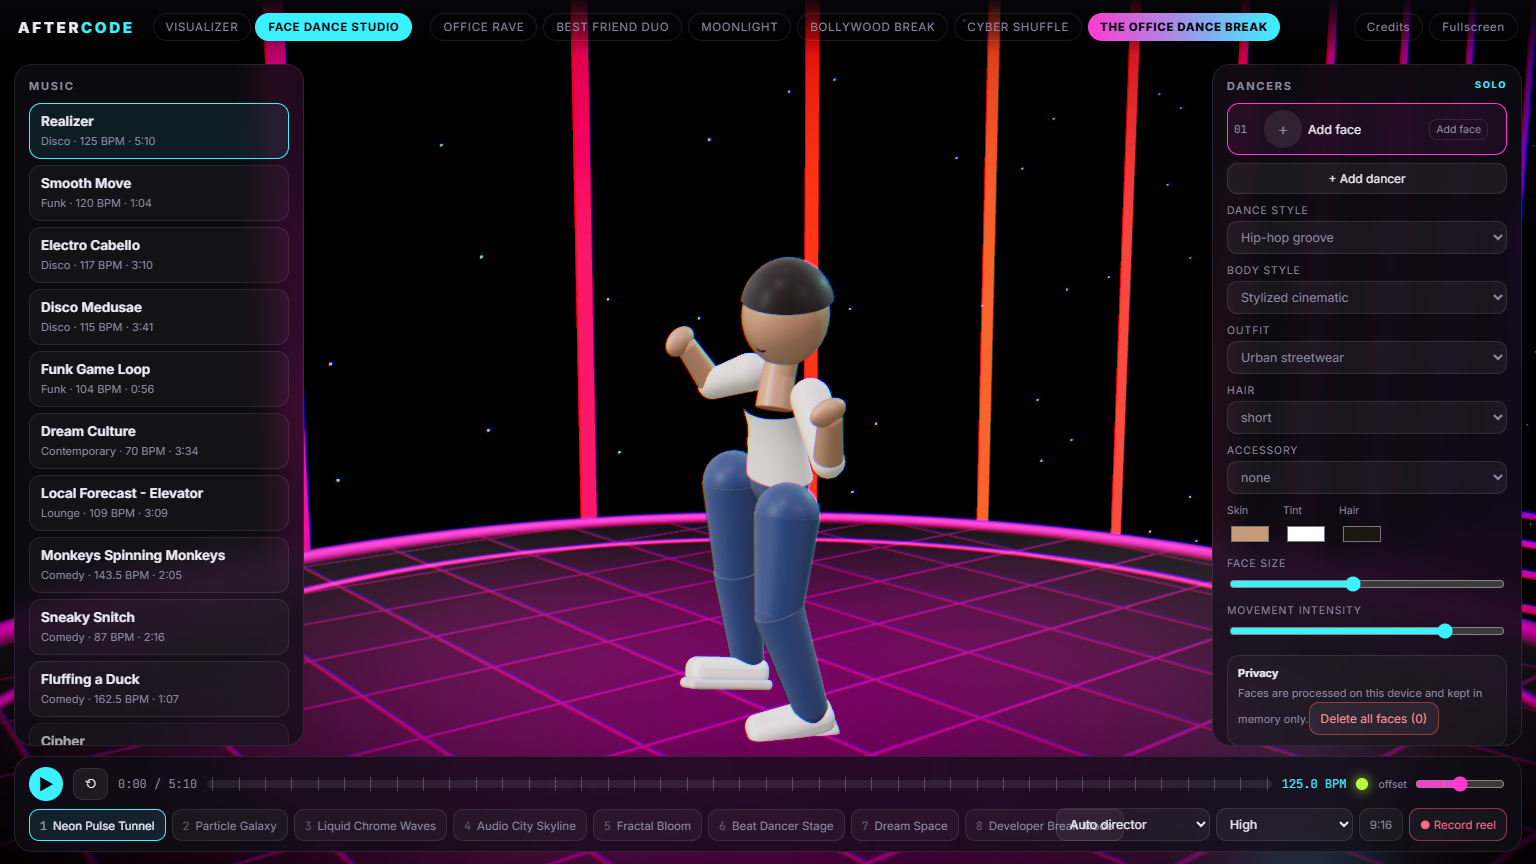 AFTERCODE
VISUALIZER
FACE DANCE STUDIO
OFFICE RAVE
BEST FRIEND DUO
MOONLIGHT
BOLLYWOOD BREAK
CYBER SHUFFLE
THE OFFICE DANCE BREAK
Credits
Fullscreen
MUSIC
Realizer
Disco · 125 BPM · 5:10
Smooth Move
Funk · 120 BPM · 1:04
Electro Cabello
Disco · 117 BPM · 3:10
Disco Medusae
Disco · 115 BPM · 3:41
Funk Game Loop
Funk · 104 BPM · 0:56
Dream Culture
Contemporary · 70 BPM · 3:34
Local Forecast - Elevator
Lounge · 109 BPM · 3:09
Monkeys Spinning Monkeys
Comedy · 143.5 BPM · 2:05
Sneaky Snitch
Comedy · 87 BPM · 2:16
Fluffing a Duck
Comedy · 162.5 BPM · 1:07
Cipher
DANCERS
SOLO
01
+
Add face
Add face
+ Add dancer
DANCE STYLE
Hip-hop groove
BODY STYLE
Stylized cinematic
OUTFIT
Urban streetwear
HAIR
short
ACCESSORY
none
Skin
Tint
Hair
FACE SIZE
MOVEMENT INTENSITY
Privacy
Faces are processed on this device and kept in
memory only. Delete all faces (0)
0:00 / 5:10
125.0 BPM
offset
1 Neon Pulse Tunnel
2 Particle Galaxy
3 Liquid Chrome Waves
4 Audio City Skyline
5 Fractal Bloom
6 Beat Dancer Stage
7 Dream Space
8 Developer
Auto director
High
9:16
Record reel